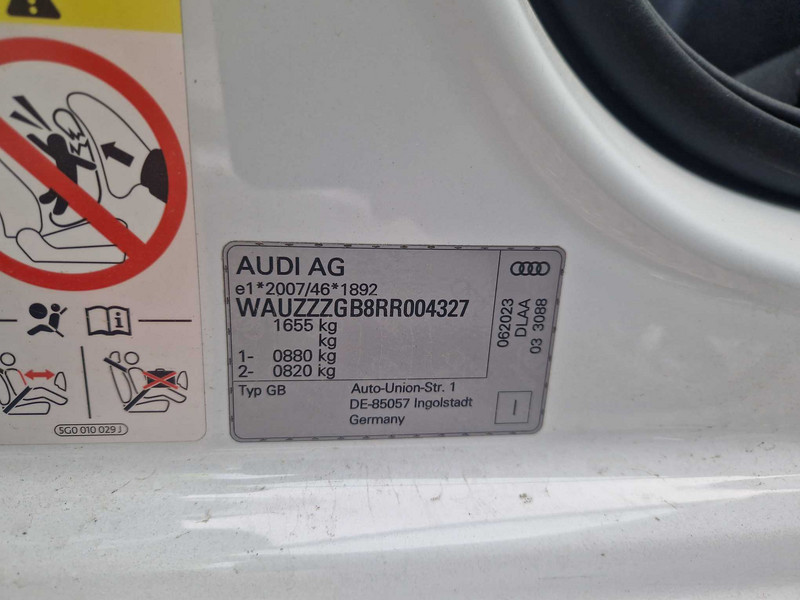 AUDI AG
e1*2007/46*1892
WAUZZZGB8RR004327
1655 kg
kg
1- 0880 kg
2- 0820 kg
Typ GB
Auto-Union-Str. 1
DE-85057 Ingolstadt
Germany
062023
DLAA
03 3088
I
5G0 010 029 J